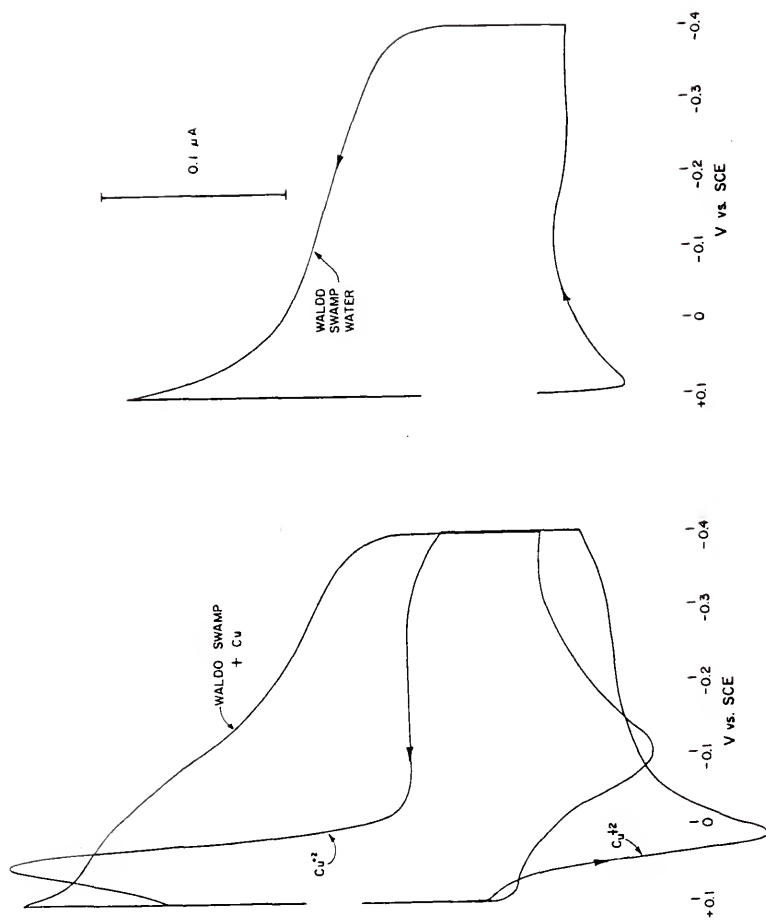 WALDO SWAMP
+ Cu
Cu+2
Cu+2
+0.1 0 -0.1 -0.2 -0.3 -0.4
V vs. SCE
0.1 μA
WALDO
SWAMP
WATER
+0.1 0 -0.1 -0.2 -0.3 -0.4
V vs. SCE